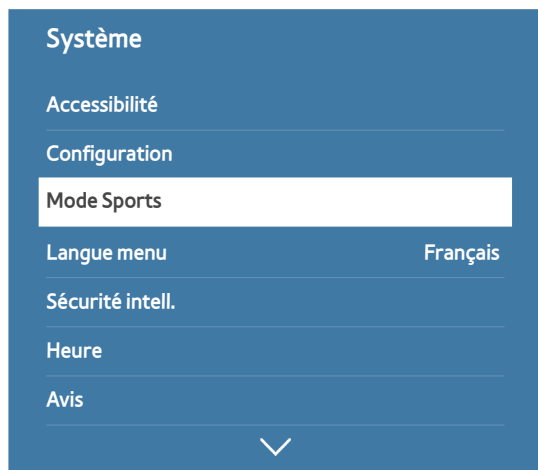 Système
Accessibilité
Configuration
Mode Sports
Langue menu Français
Sécurité intell.
Heure
Avis